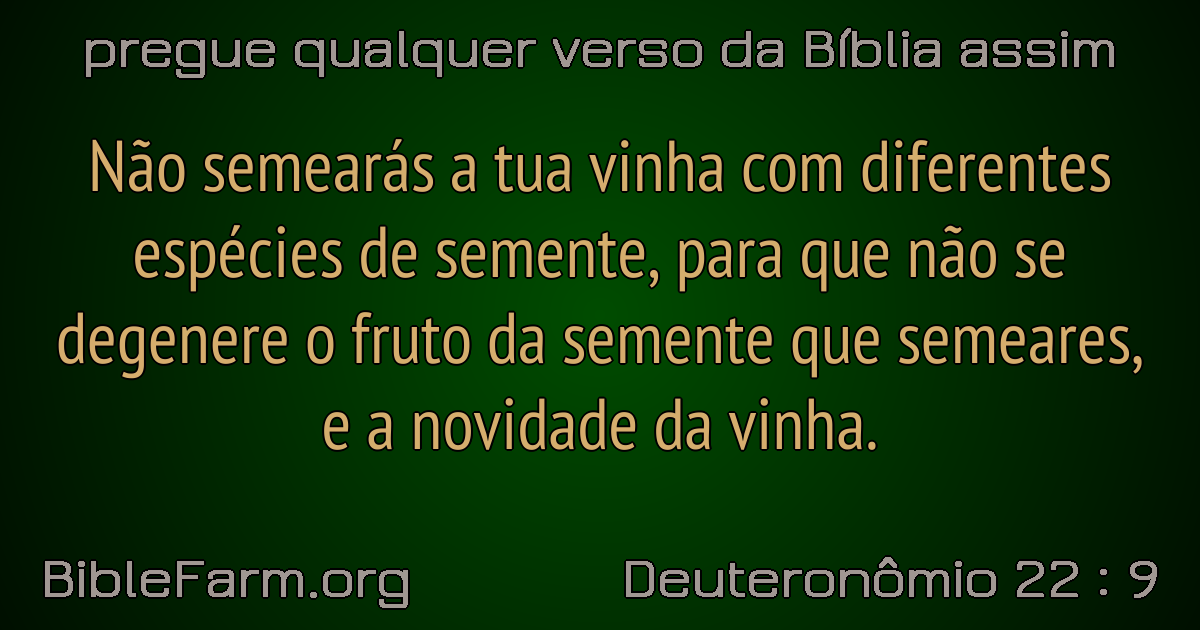 pregue qualquer verso da Bíblia assim
Não semearás a tua vinha com diferentes
espécies de semente, para que não se
degenere o fruto da semente que semeares,
e a novidade da vinha.
BibleFarm.org
Deuteronômio 22 : 9